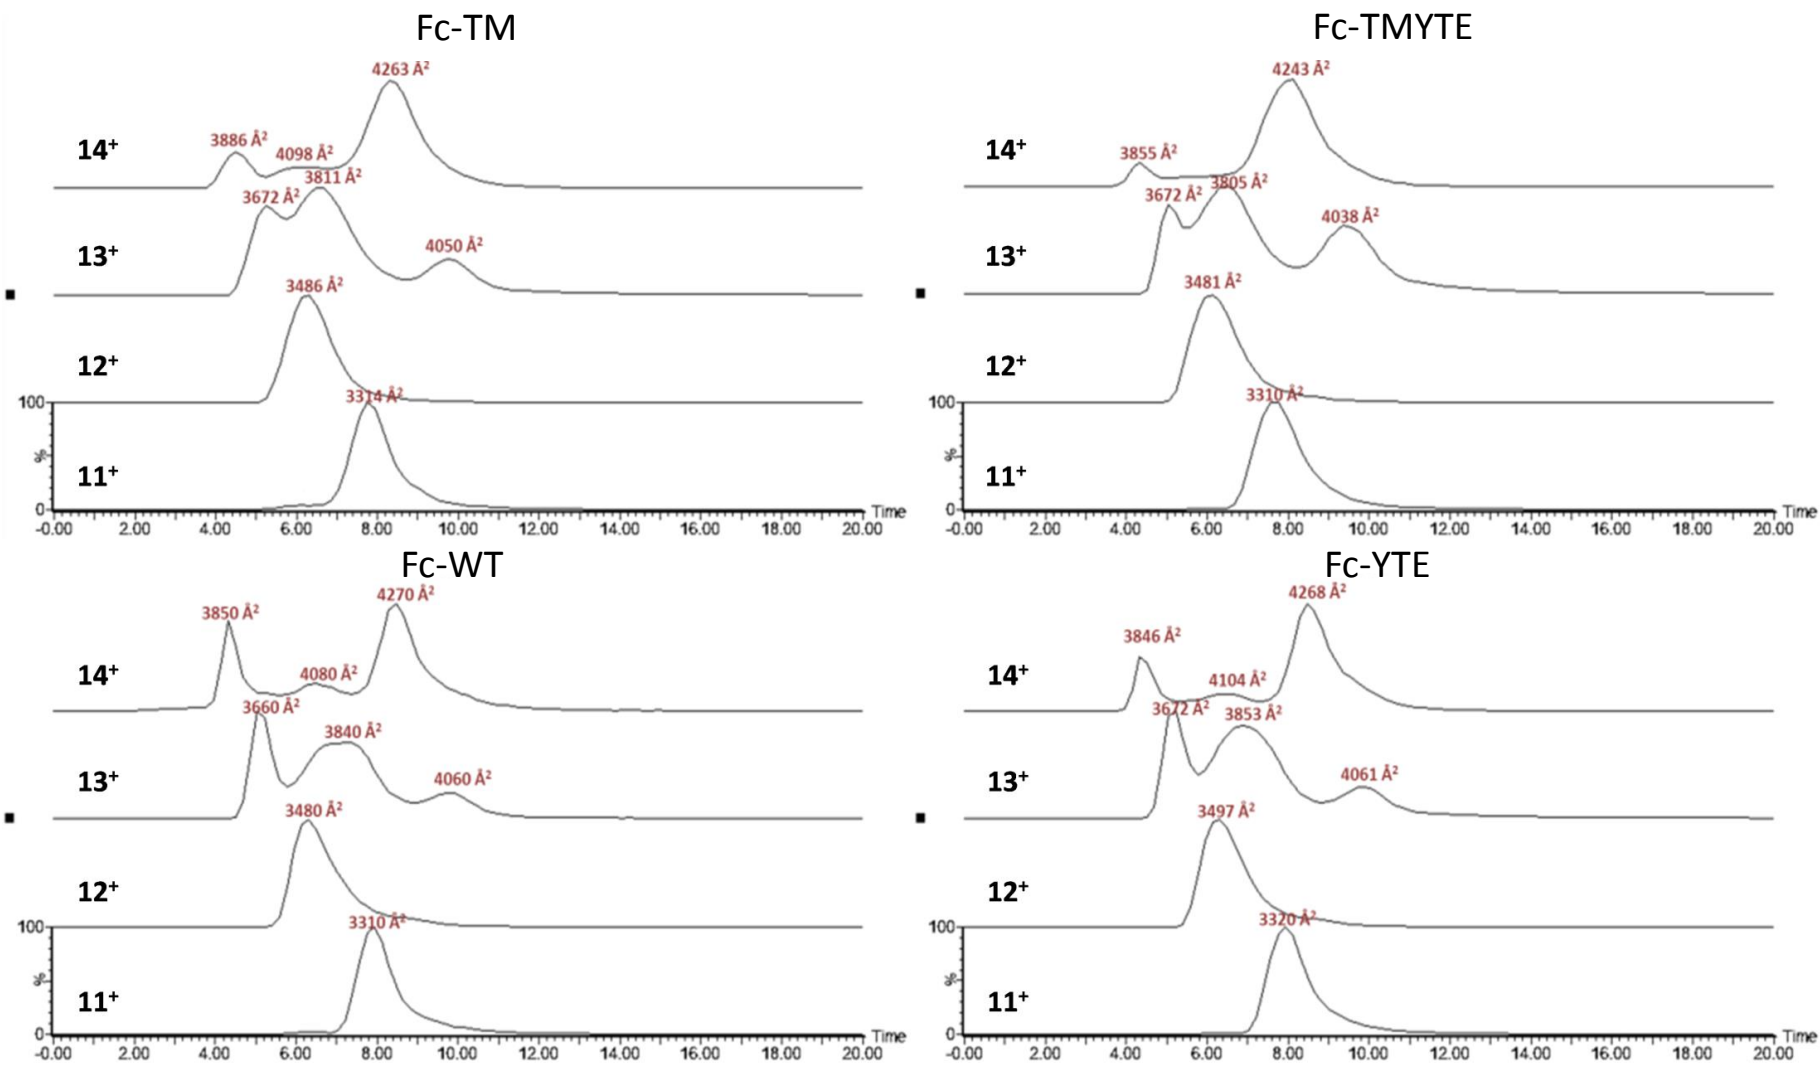 Fc-TM
4263 Å²
14⁺
3886 Å²
4098 Å²
3811 Å²
13⁺
3672 Å²
4050 Å²
12⁺
3486 Å²
100
3314 Å²
%
11⁺
0
-0.00 2.00 4.00 6.00 8.00 10.00 12.00 14.00 16.00 18.00 20.00
Time
Fc-TMYTE
4243 Å²
14⁺
3855 Å²
3805 Å²
13⁺
3672 Å²
4038 Å²
12⁺
3481 Å²
100
3310 Å²
%
11⁺
0
-0.00 2.00 4.00 6.00 8.00 10.00 12.00 14.00 16.00 18.00 20.00
Time
Fc-WT
4270 Å²
3850 Å²
14⁺
4080 Å²
3660 Å²
3840 Å²
13⁺
4060 Å²
3480 Å²
12⁺
100
3310 Å²
%
11⁺
0
-0.00 2.00 4.00 6.00 8.00 10.00 12.00 14.00 16.00 18.00 20.00
Time
Fc-YTE
4268 Å²
3846 Å²
14⁺
4104 Å²
3672 Å²
3853 Å²
13⁺
4061 Å²
3497 Å²
12⁺
100
3320 Å²
%
11⁺
0
-0.00 2.00 4.00 6.00 8.00 10.00 12.00 14.00 16.00 18.00 20.00
Time